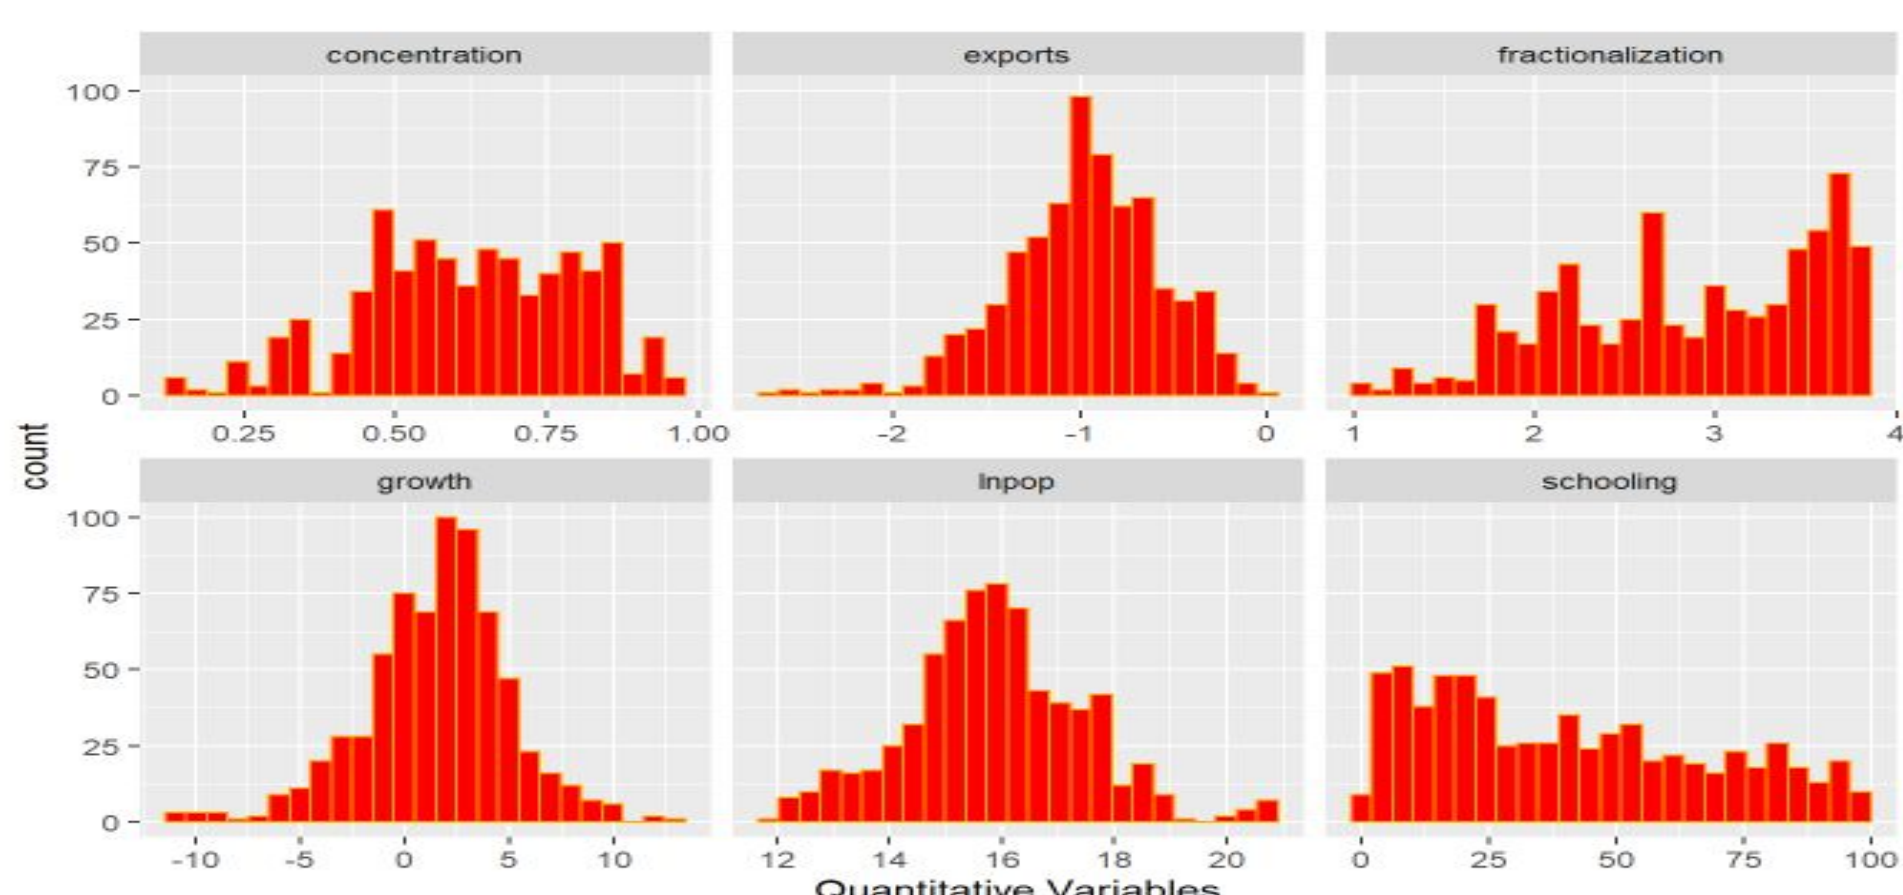 concentration exports fractionalization
100
75
50
25
0
0.25 0.50 0.75 1.00 -2 -1 0 1 2 3 4
count
growth lnpop schooling
100
75
50
25
0
-10 -5 0 5 10 12 14 16 18 20 0 25 50 75 100
Quantitative Variables